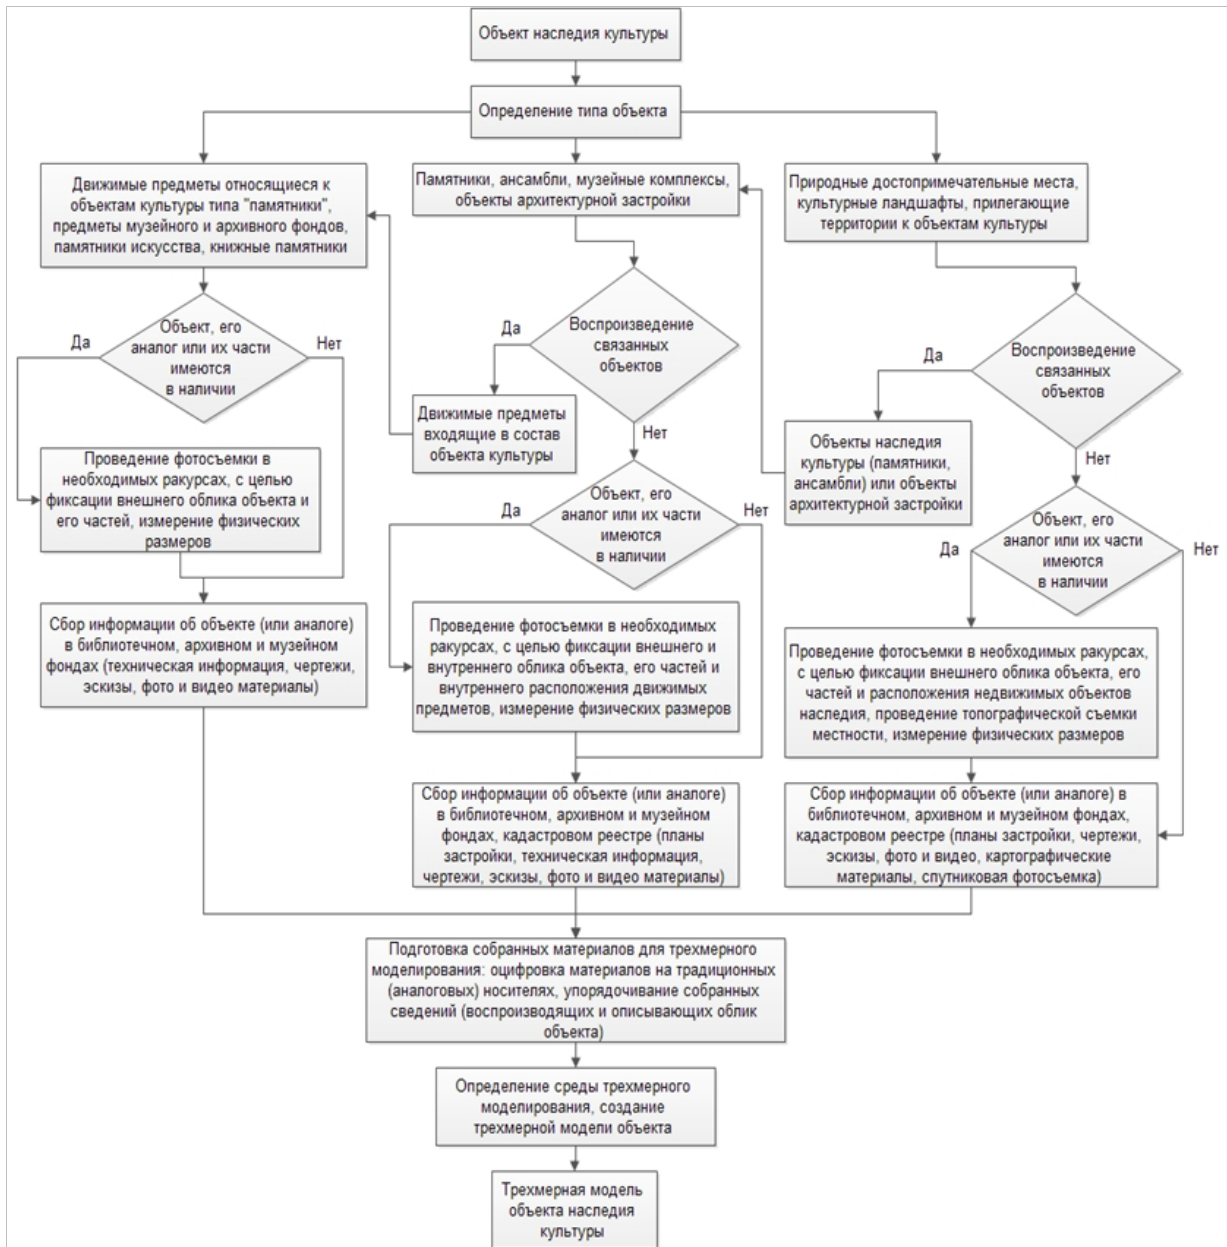 Объект наследия культуры
Определение типа объекта
Движимые предметы относящиеся к
объектам культуры типа "памятники",
предметы музейного и архивного фондов,
памятники искусства, книжные памятники
Памятники, ансамбли, музейные комплексы,
объекты архитектурной застройки
Природные достопримечательные места,
культурные ландшафты, прилегающие
территории к объектам культуры
Объект, его
аналог или их части
имеются
в наличии
Да
Нет
Воспроизведение
связанных
объектов
Да
Нет
Воспроизведение
связанных
объектов
Да
Нет
Движимые предметы
входящие в состав
объекта культуры
Объекты наследия
культуры (памятники,
ансамбли) или объекты
архитектурной застройки
Проведение фотосъемки в
необходимых ракурсах, с целью
фиксации внешнего облика объекта и
его частей, измерение физических
размеров
Объект, его
аналог или их части
имеются
в наличии
Да
Нет
Объект, его
аналог или их части
имеются
в наличии
Да
Нет
Сбор информации об объекте (или аналоге)
в библиотечном, архивном и музейном
фондах (техническая информация, чертежи,
эскизы, фото и видео материалы)
Проведение фотосъемки в необходимых
ракурсах, с целью фиксации внешнего и
внутреннего облика объекта, его частей и
внутреннего расположения движимых
предметов, измерение физических размеров
Проведение фотосъемки в необходимых ракурсах,
с целью фиксации внешнего облика объекта, его
частей и расположения недвижимых объектов
наследия, проведение топографической съемки
местности, измерение физических размеров
Сбор информации об объекте (или аналоге)
в библиотечном, архивном и музейном
фондах, кадастровом реестре (планы
застройки, техническая информация,
чертежи, эскизы, фото и видео материалы)
Сбор информации об объекте (или аналоге) в
библиотечном, архивном и музейном фондах,
кадастровом реестре (планы застройки, чертежи,
эскизы, фото и видео, картографические
материалы, спутниковая фотосъемка)
Подготовка собранных материалов для трехмерного
моделирования: оцифровка материалов на традиционных
(аналоговых) носителях, упорядочивание собранных
сведений (воспроизводящих и описывающих облик
объекта)
Определение среды трехмерного
моделирования, создание
трехмерной модели объекта
Трехмерная модель
объекта наследия
культуры